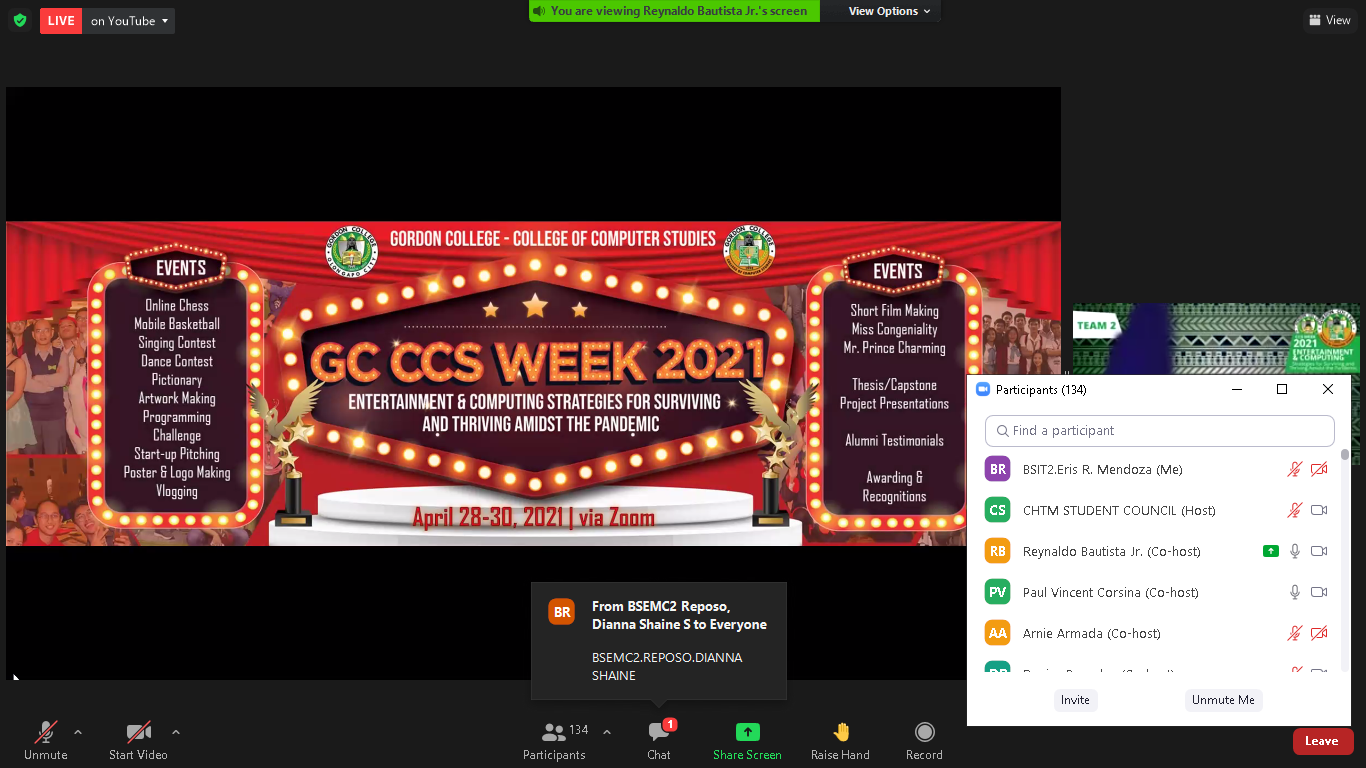 LIVE
on YouTube
You are viewing Reynaldo Bautista Jr.'s screen
View Options
View
GORDON COLLEGE - COLLEGE OF COMPUTER STUDIES
GORDON COLLEGE
OLONGAPO CITY
EVENTS
Online Chess
Mobile Basketball
Singing Contest
Dance Contest
Pictionary
Artwork Making
Programming
Challenge
Start-up Pitching
Poster & Logo Making
Vlogging
GC CCS WEEK 2021
ENTERTAINMENT & COMPUTING STRATEGIES FOR SURVIVING
AND THRIVING AMIDST THE PANDEMIC
April 28-30, 2021 | via Zoom
EVENTS
Short Film Making
Miss Congeniality
Mr. Prince Charming
Thesis/Capstone
Project Presentations
Alumni Testimonials
Awarding &
Recognitions
TEAM 2
2021
ENTERTAINMENT
& COMPUTING
Participants (134)
Find a participant
BR BSIT2.Eris R. Mendoza (Me)
CS CHTM STUDENT COUNCIL (Host)
RB Reynaldo Bautista Jr. (Co-host)
PV Paul Vincent Corsina (Co-host)
AA Arnie Armada (Co-host)
Invite
Unmute Me
BR
From BSEMC2 Reposo,
Dianna Shaine S to Everyone
BSEMC2.REPOSO.DIANNA
SHAINE
Unmute
Start Video
Participants
134
Chat
1
Share Screen
Raise Hand
Record
Leave